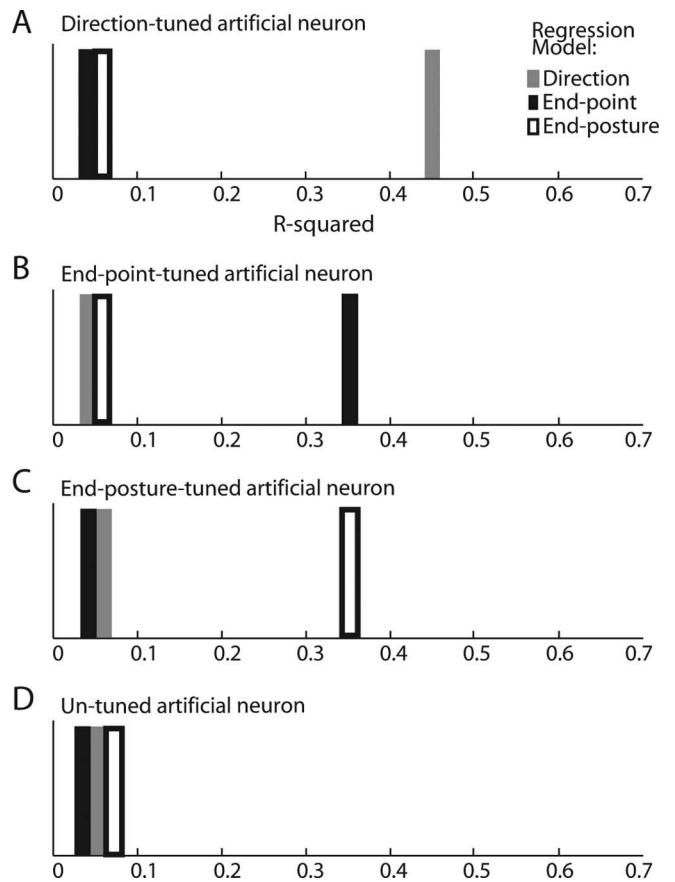 A
Direction-tuned artificial neuron
Regression
Model:
Direction
End-point
End-posture
0 0.1 0.2 0.3 0.4 0.5 0.6 0.7
R-squared
B
End-point-tuned artificial neuron
0 0.1 0.2 0.3 0.4 0.5 0.6 0.7
C
End-posture-tuned artificial neuron
0 0.1 0.2 0.3 0.4 0.5 0.6 0.7
D
Un-tuned artificial neuron
0 0.1 0.2 0.3 0.4 0.5 0.6 0.7